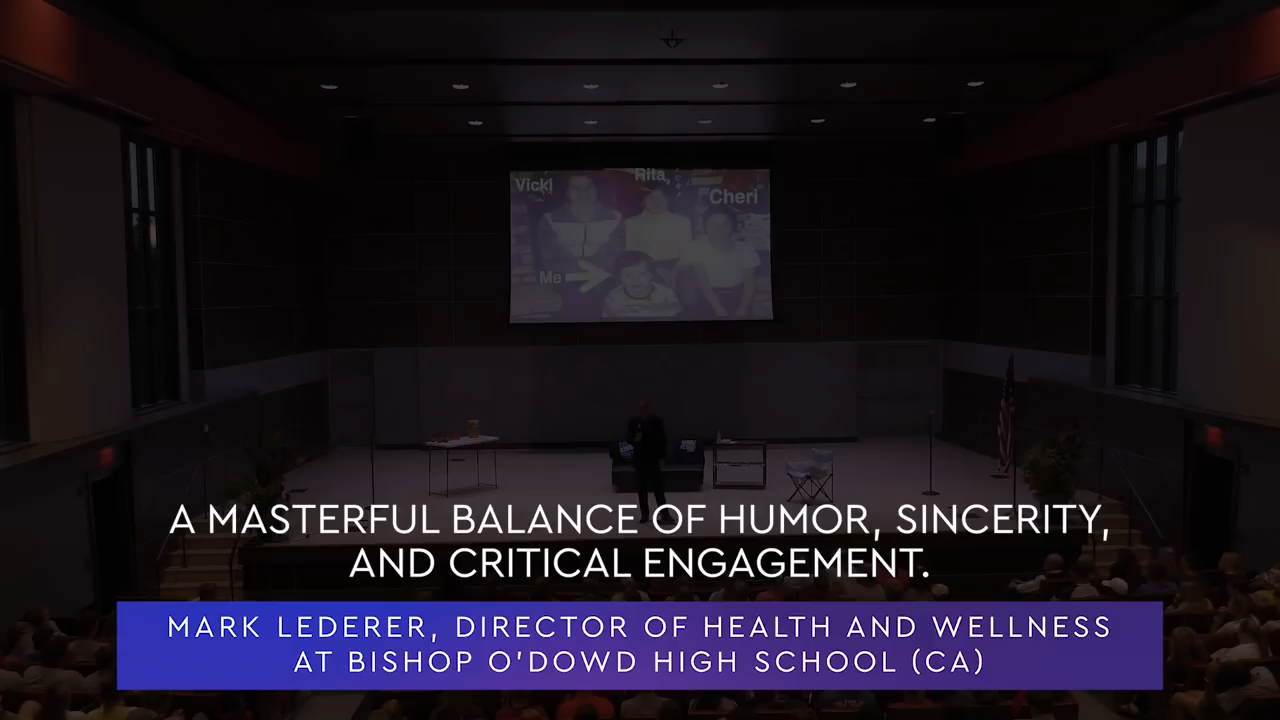 Vicki
Rita
Cheri
Me
A MASTERFUL BALANCE OF HUMOR, SINCERITY,
AND CRITICAL ENGAGEMENT.
MARK LEDERER, DIRECTOR OF HEALTH AND WELLNESS
AT BISHOP O'DOWD HIGH SCHOOL (CA)